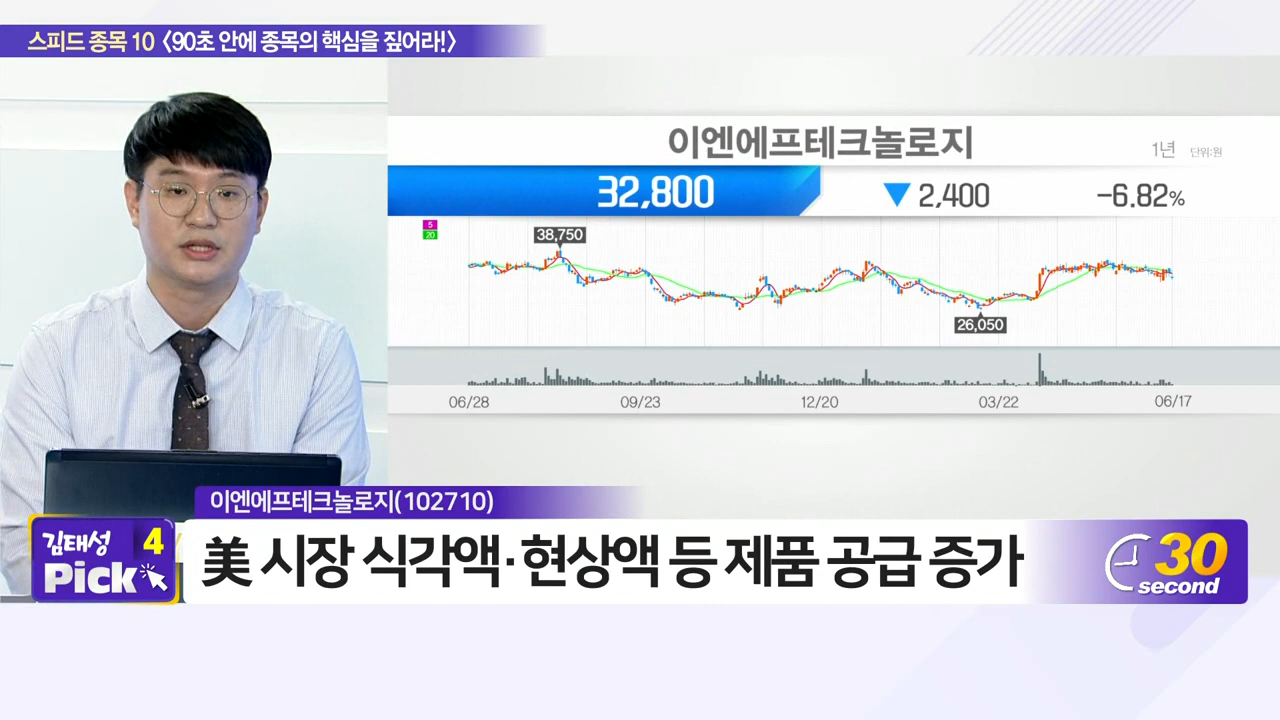 스피드 종목 10 〈90초 안에 종목의 핵심을 짚어라!〉
이엔에프테크놀로지
1년 단위:원
32,800 ▼ 2,400 -6.82%
5
20
38,750
26,050
06/28 09/23 12/20 03/22 06/17
이엔에프테크놀로지(102710)
김태성 4
Pick
美 시장 식각액·현상액 등 제품 공급 증가
30
second